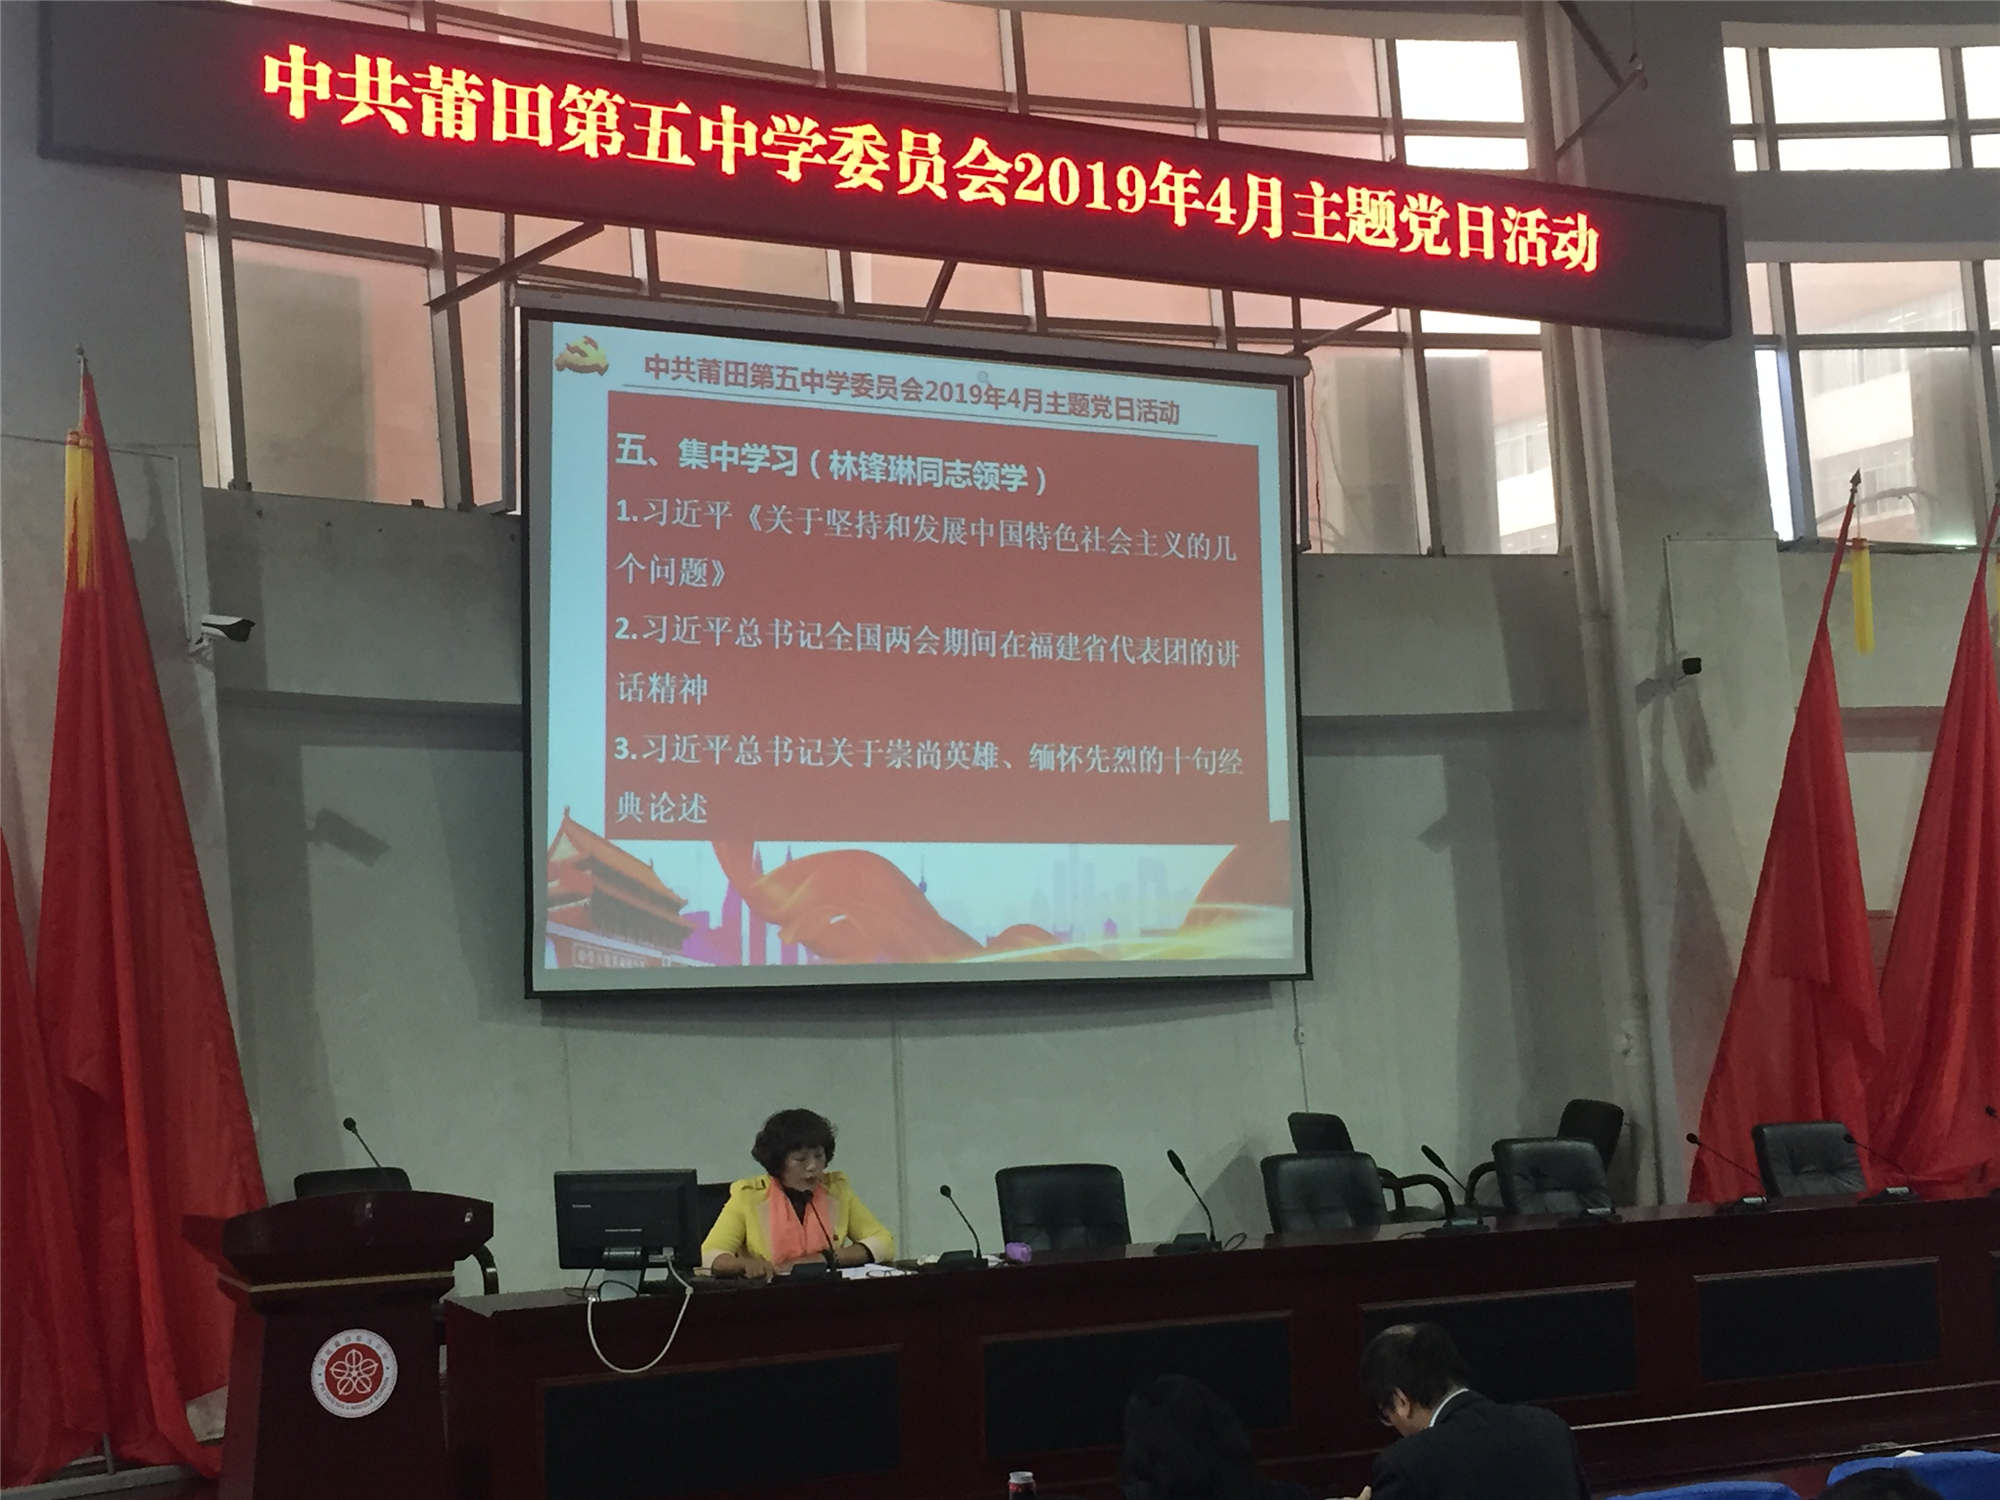 中共莆田第五中学委员会2019年4月主题党日活动
中共莆田第五中学委员会2019年4月主题党日活动
五、集中学习（林锋琳同志领学）
1.习近平《关于坚持和发展中国特色社会主义的几
个问题》
2.习近平总书记全国两会期间在福建省代表团的讲
话精神
3.习近平总书记关于崇尚英雄、缅怀先烈的十句经
典论述